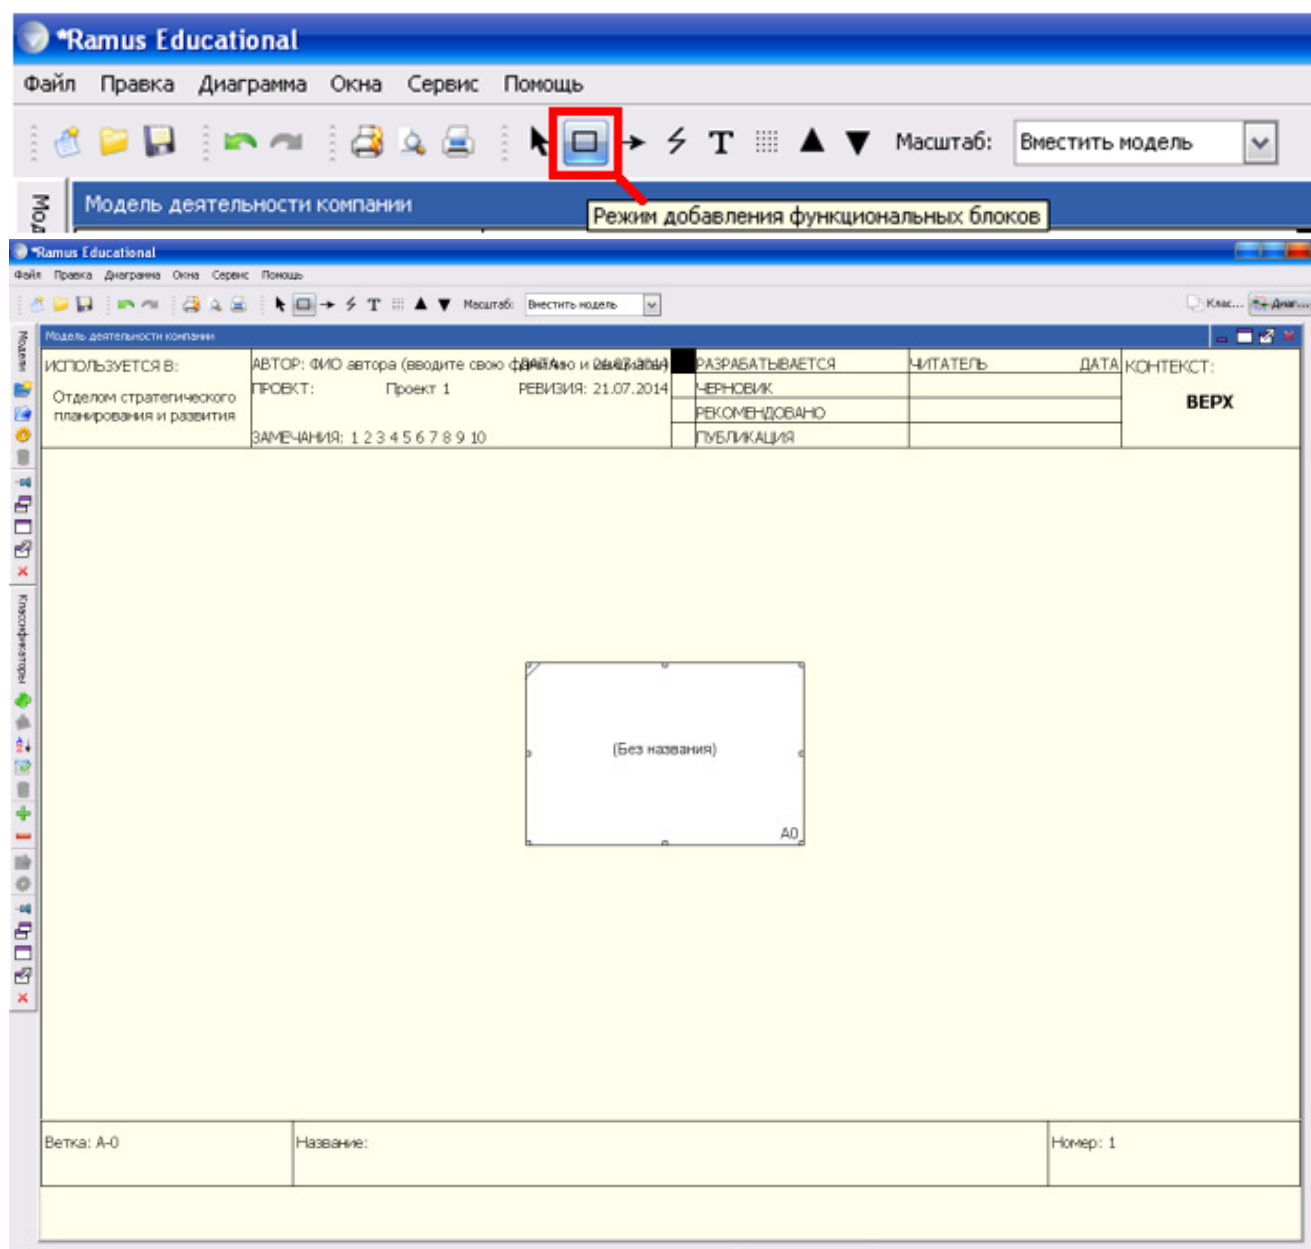 *Ramus Educational
Файл Правка Диаграмма Окна Сервис Помощь
T Масштаб: Вместить модель
Модель деятельности компании
Режим добавления функциональных блоков
*Ramus Educational
Файл Правка Диаграмма Окна Сервис Помощь
T Масштаб: Вместить модель Клас... Диаг...
Модели
Модель деятельности компании
ИСПОЛЬЗУЕТСЯ В:
Отделом стратегического
планирования и развития
АВТОР: ФИО автора (вводите свою
ПРОЕКТ: Проект 1 РЕВИЗИЯ: 21.07.2014
ЗАМЕЧАНИЯ: 1 2 3 4 5 6 7 8 9 10
РАЗРАБАТЫВАЕТСЯ
ЧЕРНОВИК
РЕКОМЕНДОВАНО
ПУБЛИКАЦИЯ
ЧИТАТЕЛЬ ДАТА
КОНТЕКСТ:
ВЕРХ
Классификаторы
(Без названия)
A0
Ветка: A-0
Название:
Номер: 1